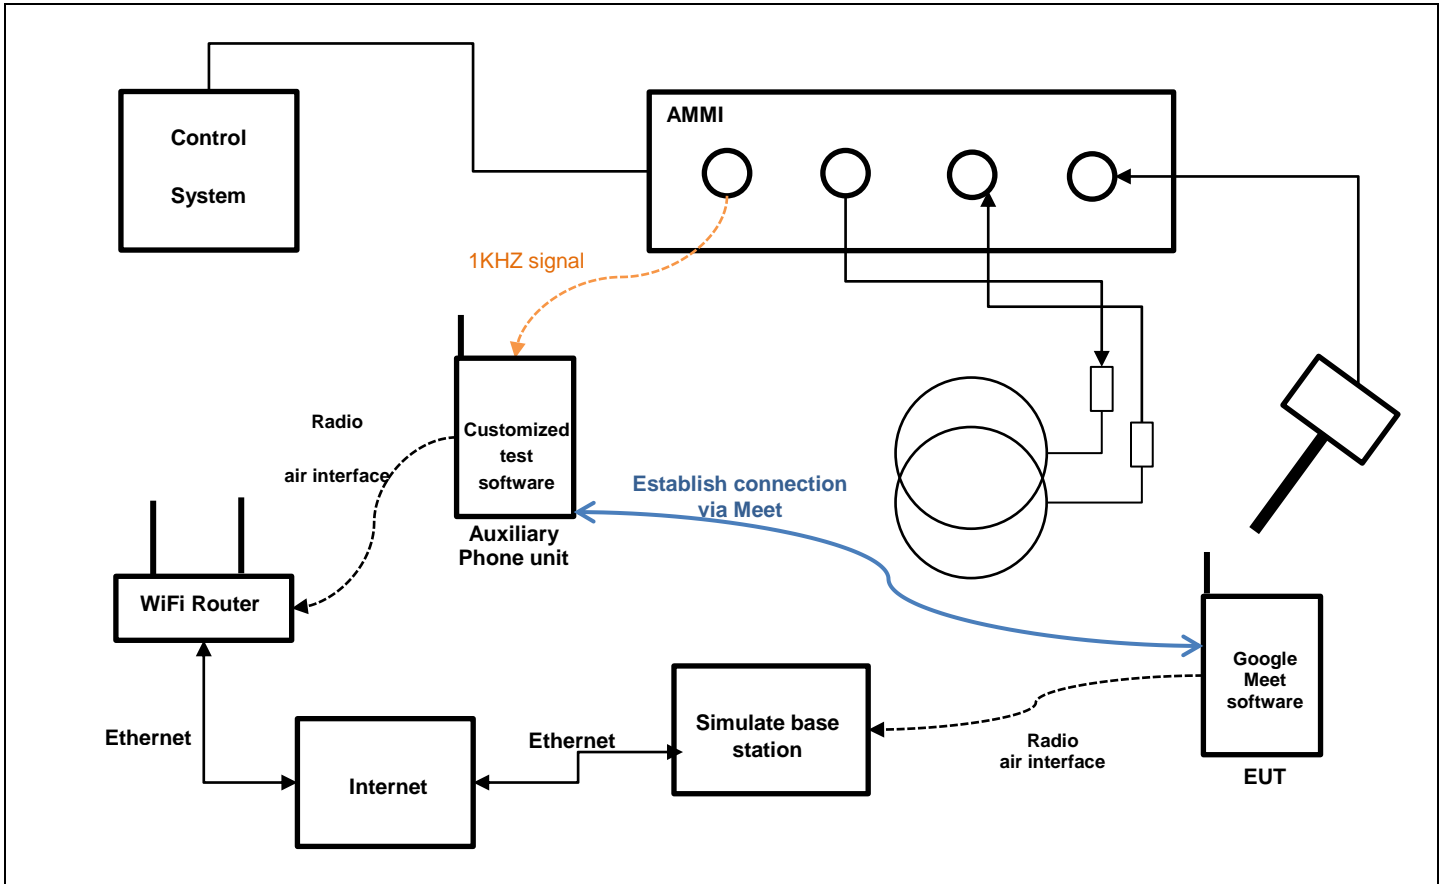 AMMI
Control
System
1KHZ signal
Radio
air interface
Customized
test
software
Auxiliary
Phone unit
Establish connection
via Meet
WiFi Router
Google
Meet
software
EUT
Simulate base
station
Radio
air interface
Ethernet
Ethernet
Internet